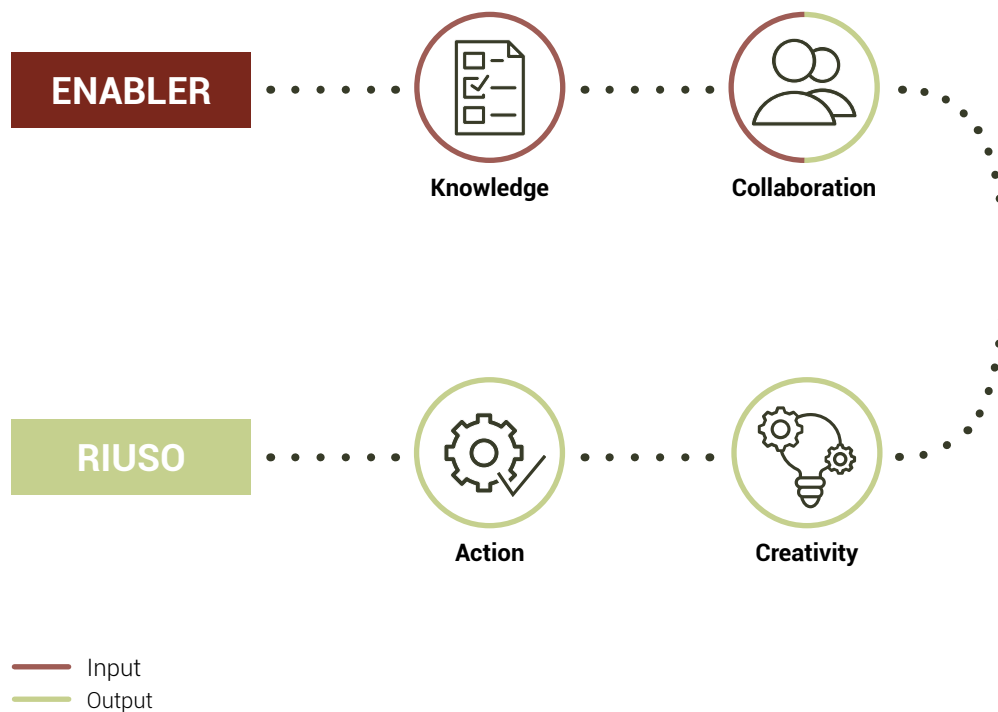 ENABLER
Knowledge
Collaboration
RIUSO
Action
Creativity
Input
Output